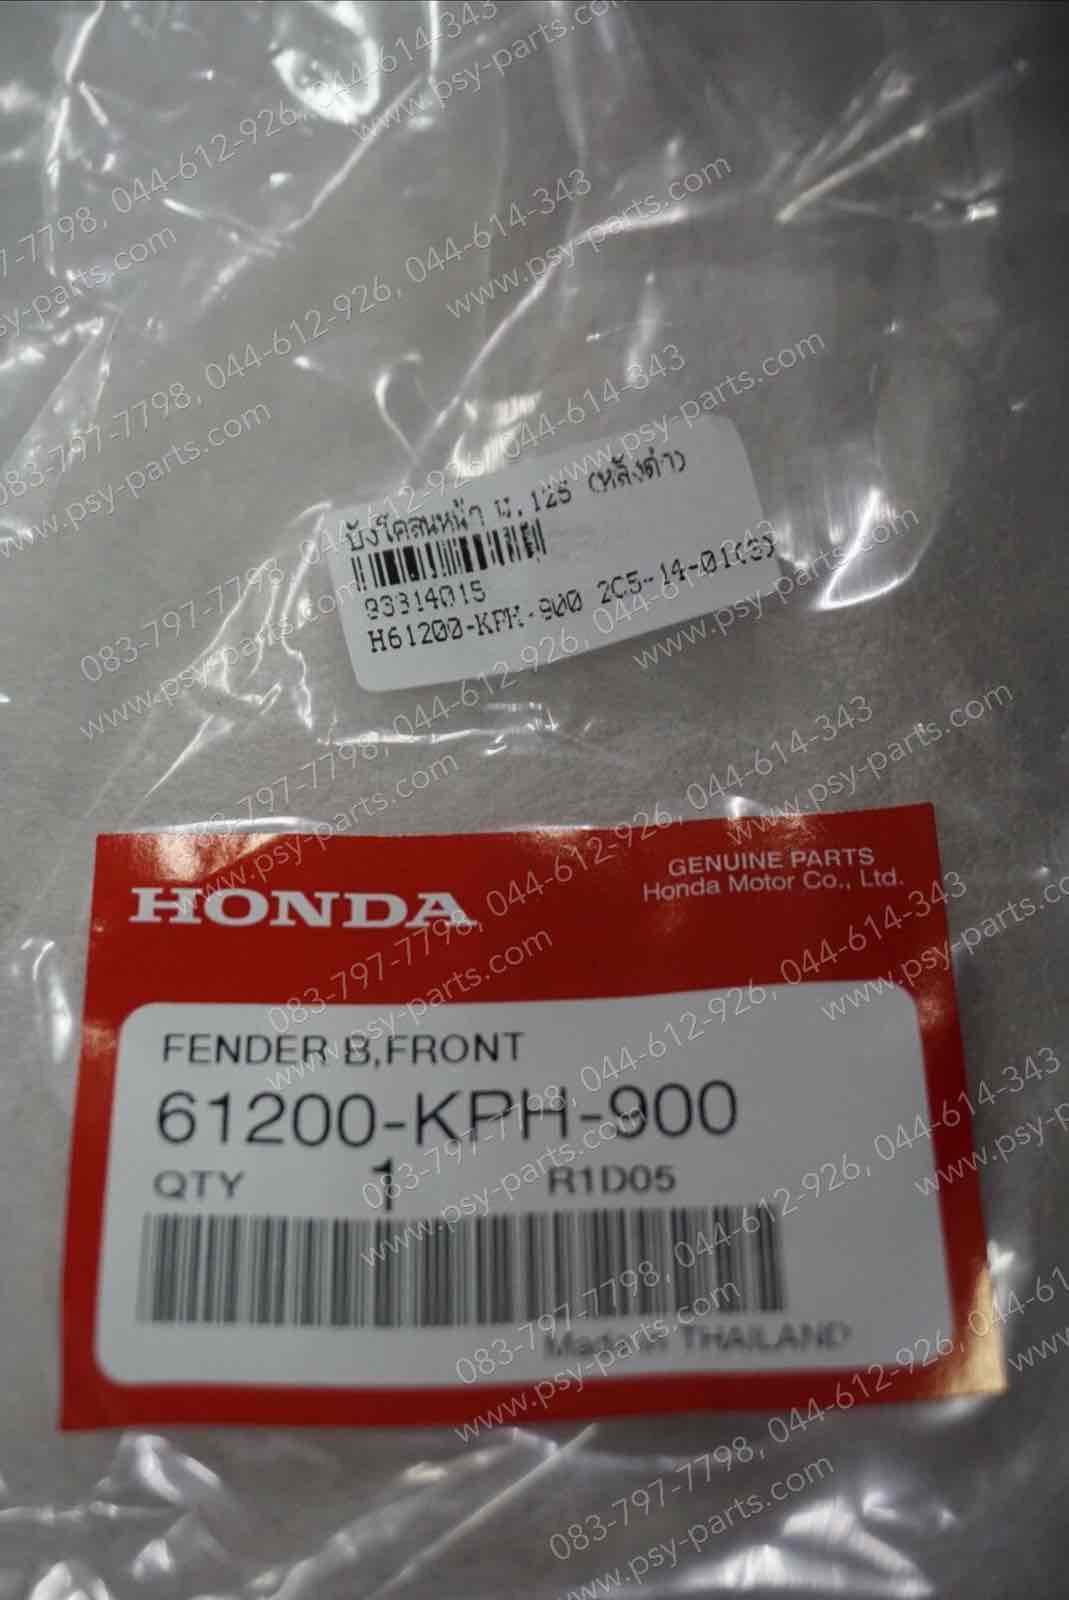 บังโคลนหน้า W.125 (หลังดำ)
93314015
H61200-KPH-900 2C5-14-01(3)
HONDA
GENUINE PARTS
Honda Motor Co., Ltd.
FENDER B,FRONT
61200-KPH-900
QTY 1 R1D05
Made in THAILAND
083-797-7798, 044-612-926, 044-614-343
www.psy-parts.com